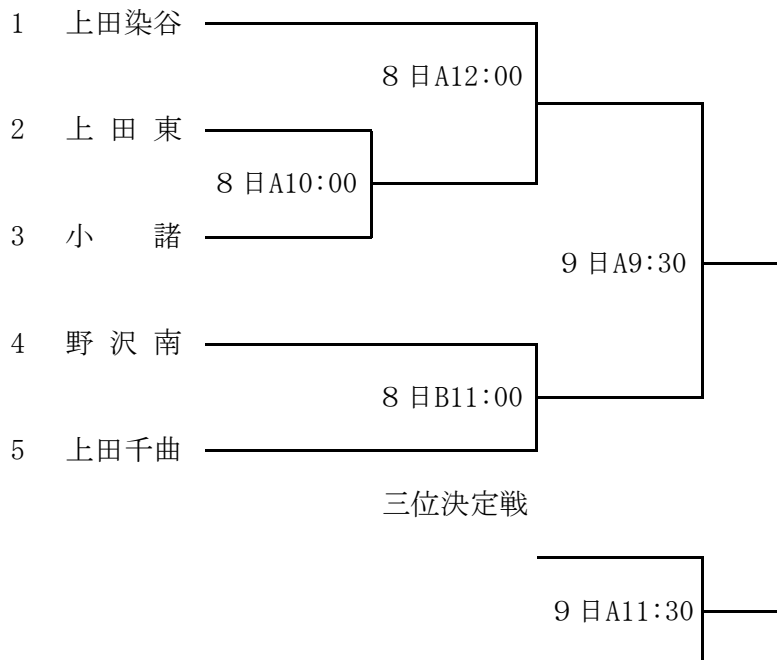 1 上田染谷
８日A12:00
2 上田東
８日A10:00
3 小諸
９日A9:30
4 野沢南
８日B11:00
5 上田千曲
三位決定戦
９日A11:30